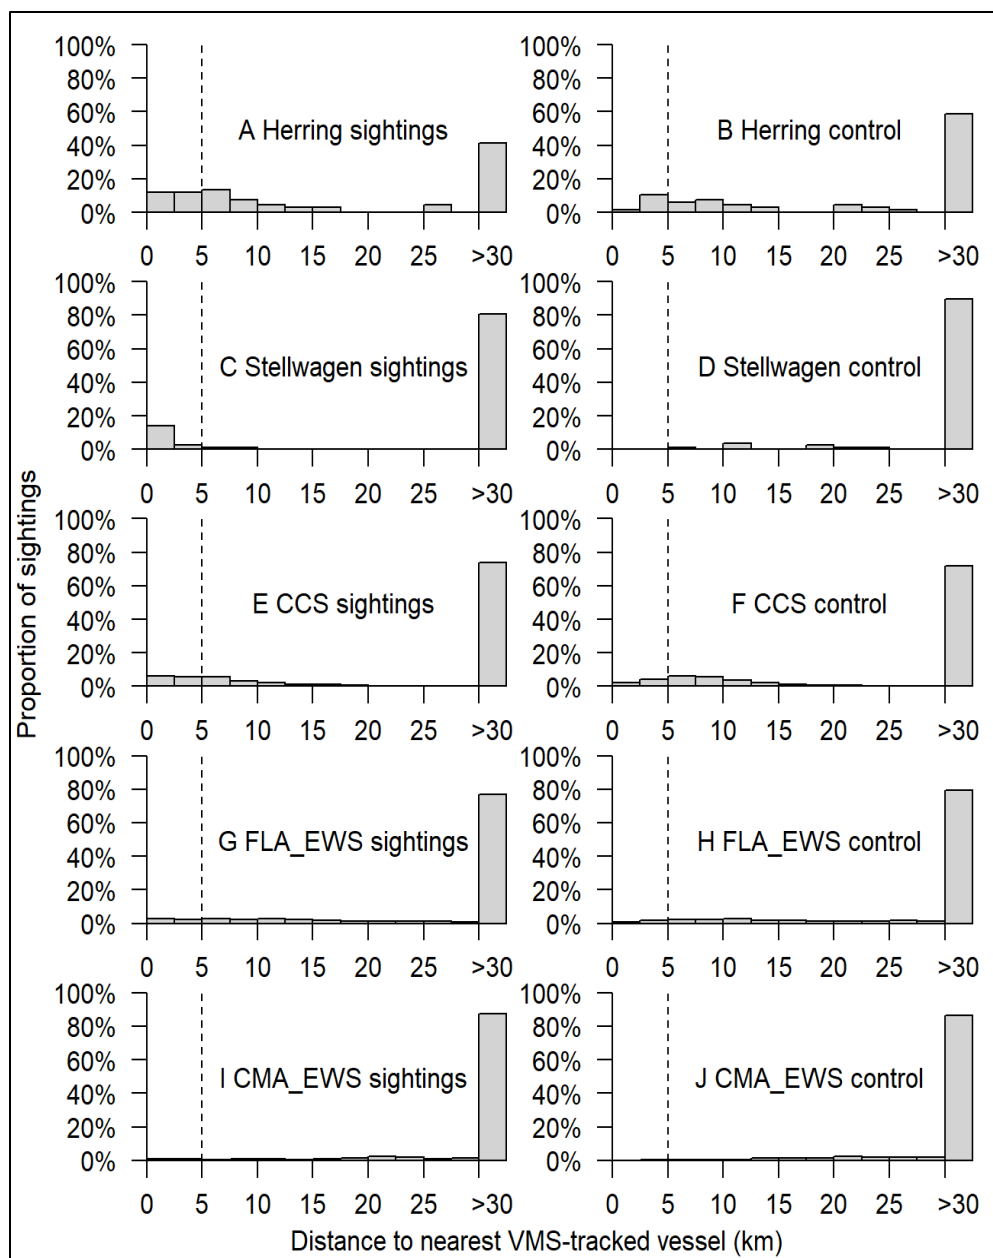 100%
80%
60%
40%
20%
0%
A Herring sightings
0 5 10 15 20 25 >30
100%
80%
60%
40%
20%
0%
B Herring control
0 5 10 15 20 25 >30
100%
80%
60%
40%
20%
0%
C Stellwagen sightings
0 5 10 15 20 25 >30
100%
80%
60%
40%
20%
0%
D Stellwagen control
0 5 10 15 20 25 >30
100%
80%
60%
40%
20%
0%
E CCS sightings
0 5 10 15 20 25 >30
100%
80%
60%
40%
20%
0%
F CCS control
0 5 10 15 20 25 >30
100%
80%
60%
40%
20%
0%
G FLA_EWS sightings
0 5 10 15 20 25 >30
100%
80%
60%
40%
20%
0%
H FLA_EWS control
0 5 10 15 20 25 >30
100%
80%
60%
40%
20%
0%
I CMA_EWS sightings
0 5 10 15 20 25 >30
100%
80%
60%
40%
20%
0%
J CMA_EWS control
0 5 10 15 20 25 >30
Proportion of sightings
Distance to nearest VMS-tracked vessel (km)